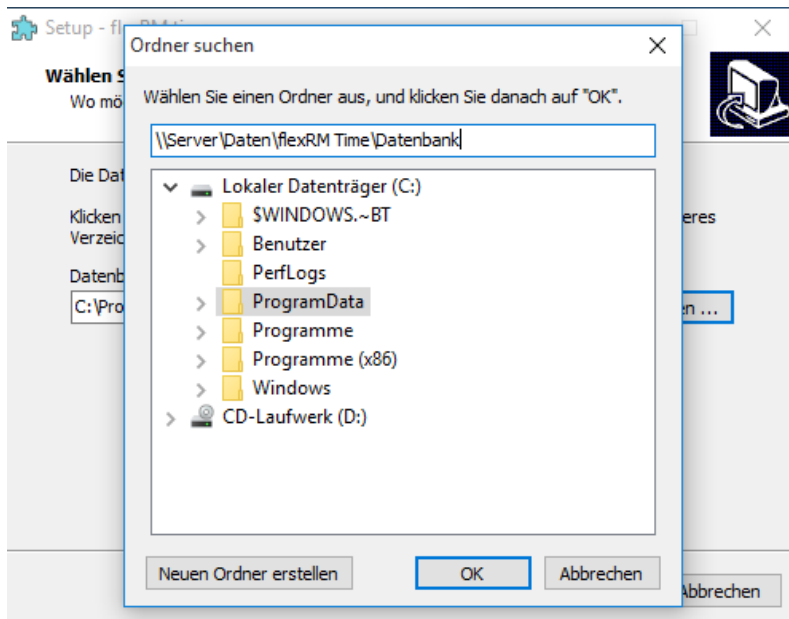 Setup - fl
Ordner suchen
Wählen S
Wo mö
Wählen Sie einen Ordner aus, und klicken Sie danach auf "OK".
\\Server\Daten\flexRM Time\Datenbank
Die Dat
Lokaler Datenträger (C:)
Klicken
$WINDOWS.~BT
eres
Verzeic
Benutzer
Datenb
PerfLogs
C:\Pro
ProgramData
en ...
Programme
Programme (x86)
Windows
CD-Laufwerk (D:)
Neuen Ordner erstellen
OK
Abbrechen
Abbrechen